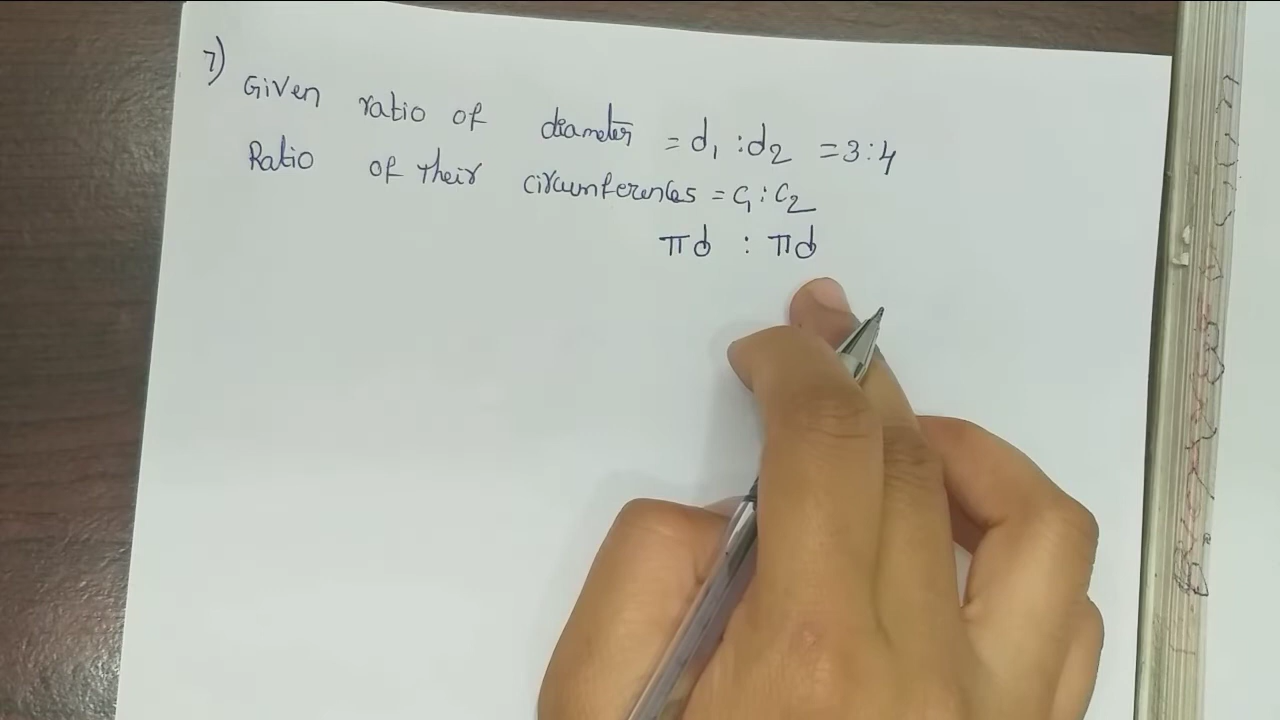 7)
Given ratio of diameter = d₁ : d₂ = 3 : 4
Ratio of their circumferences = C₁ : C₂
πd : πd